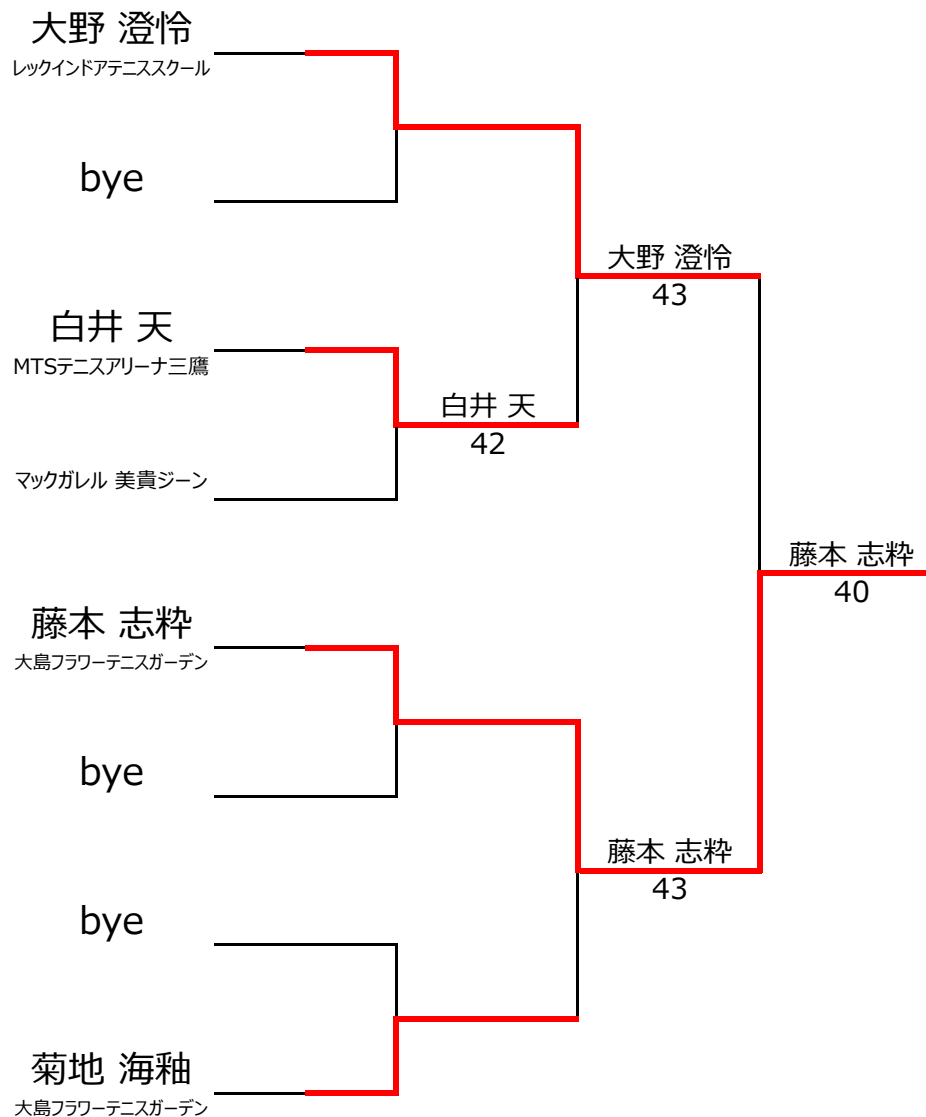 大野 澄怜
レックインドアテニススクール
bye
大野 澄怜
43
白井 天
MTSテニスアリーナ三鷹
白井 天
42
マックガレル 美貴ジーン
藤本 志粋
40
藤本 志粋
大島フラワーテニスガーデン
bye
藤本 志粋
43
bye
菊地 海釉
大島フラワーテニスガーデン